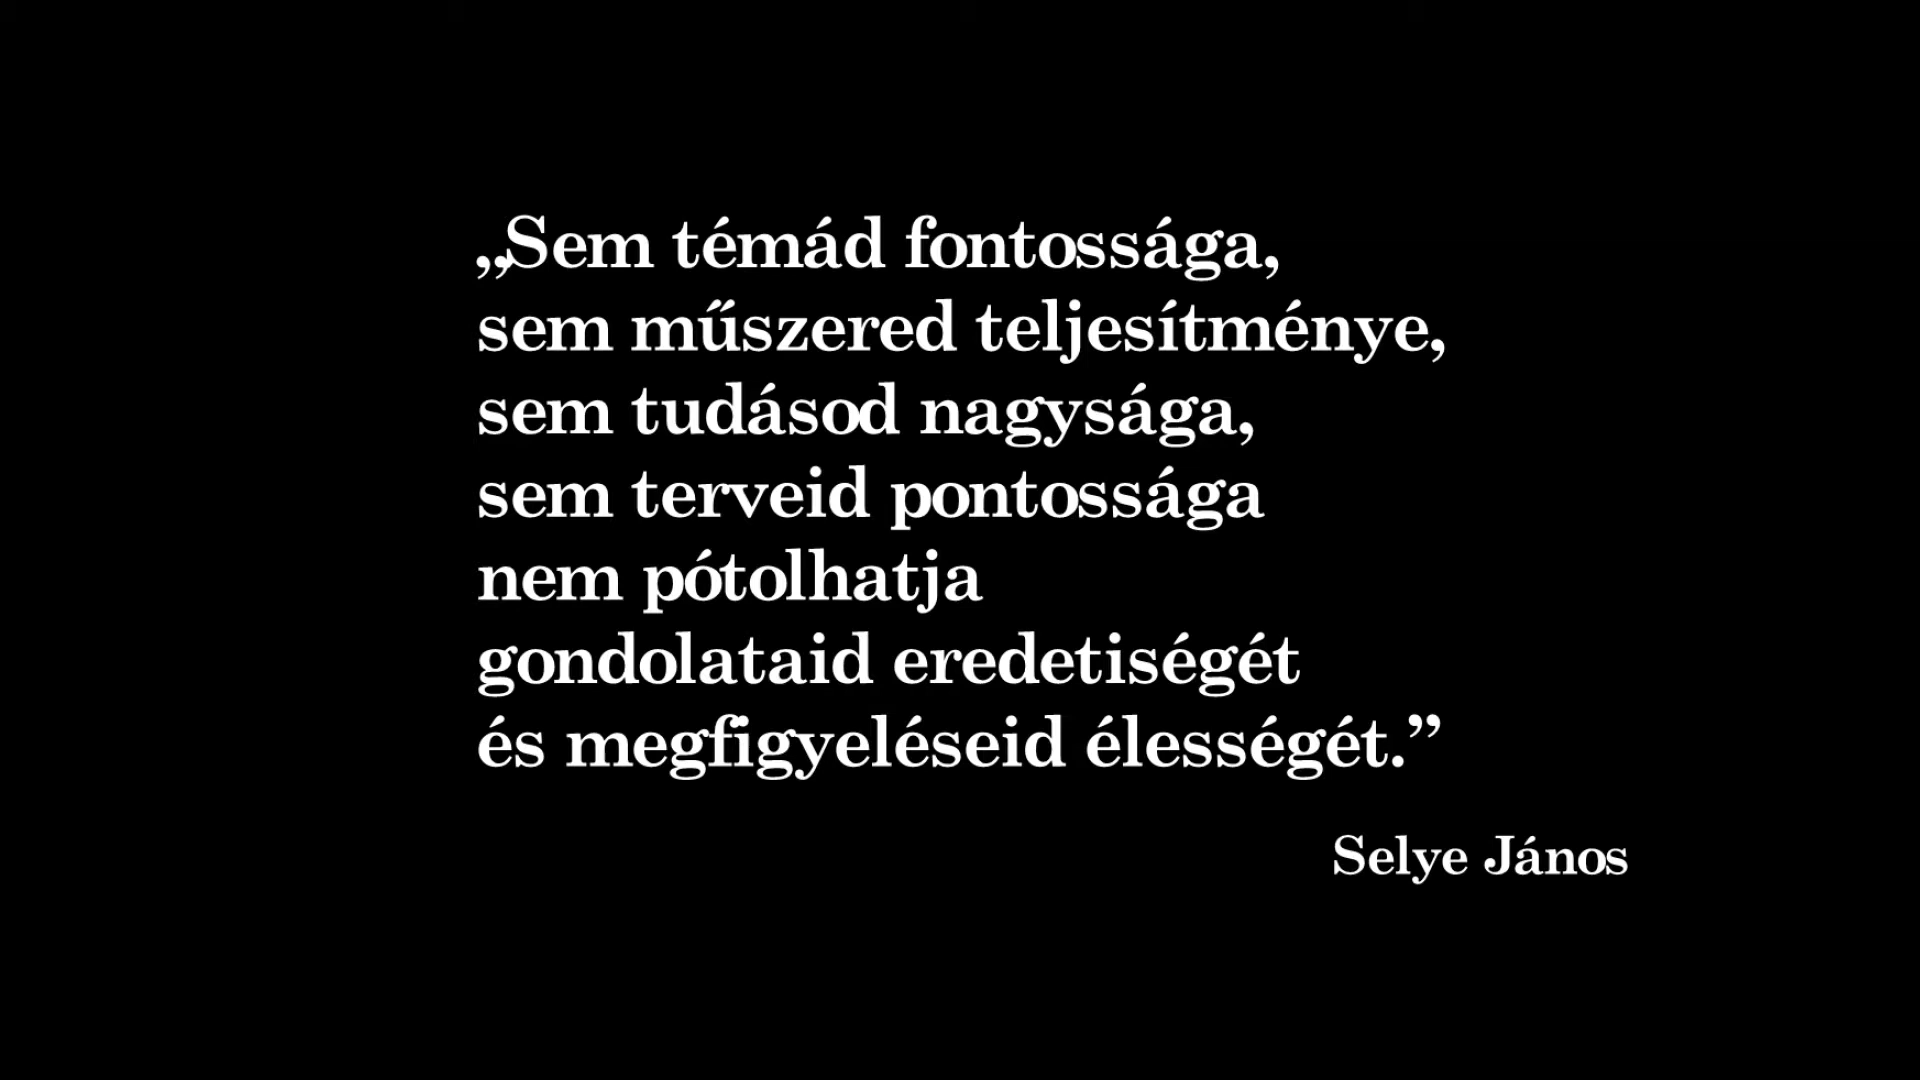 „Sem témád fontossága,
sem műszered teljesítménye,
sem tudásod nagysága,
sem terveid pontossága
nem pótolhatja
gondolataid eredetiségét
és megfigyeléseid élességét.”
Selye János